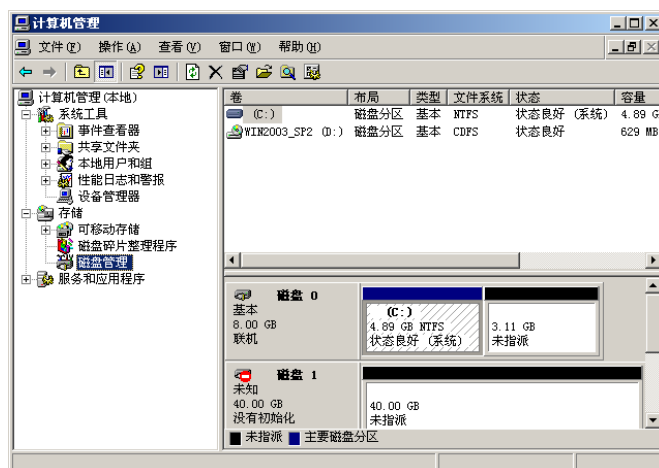 计算机管理
文件(F) 操作(A) 查看(V) 窗口(W) 帮助(H)
计算机管理(本地)
系统工具
事件查看器
共享文件夹
本地用户和组
性能日志和警报
设备管理器
存储
可移动存储
磁盘碎片整理程序
磁盘管理
服务和应用程序
卷 布局 类型 文件系统 状态 容量
(C:) 磁盘分区 基本 NTFS 状态良好 (系统) 4.89 G
WIN2003_SP2 (D:) 磁盘分区 基本 CDFS 状态良好 629 MB
磁盘 0
基本
8.00 GB
联机
(C:)
4.89 GB NTFS
状态良好 (系统)
3.11 GB
未指派
磁盘 1
未知
40.00 GB
没有初始化
40.00 GB
未指派
未指派 主要磁盘分区